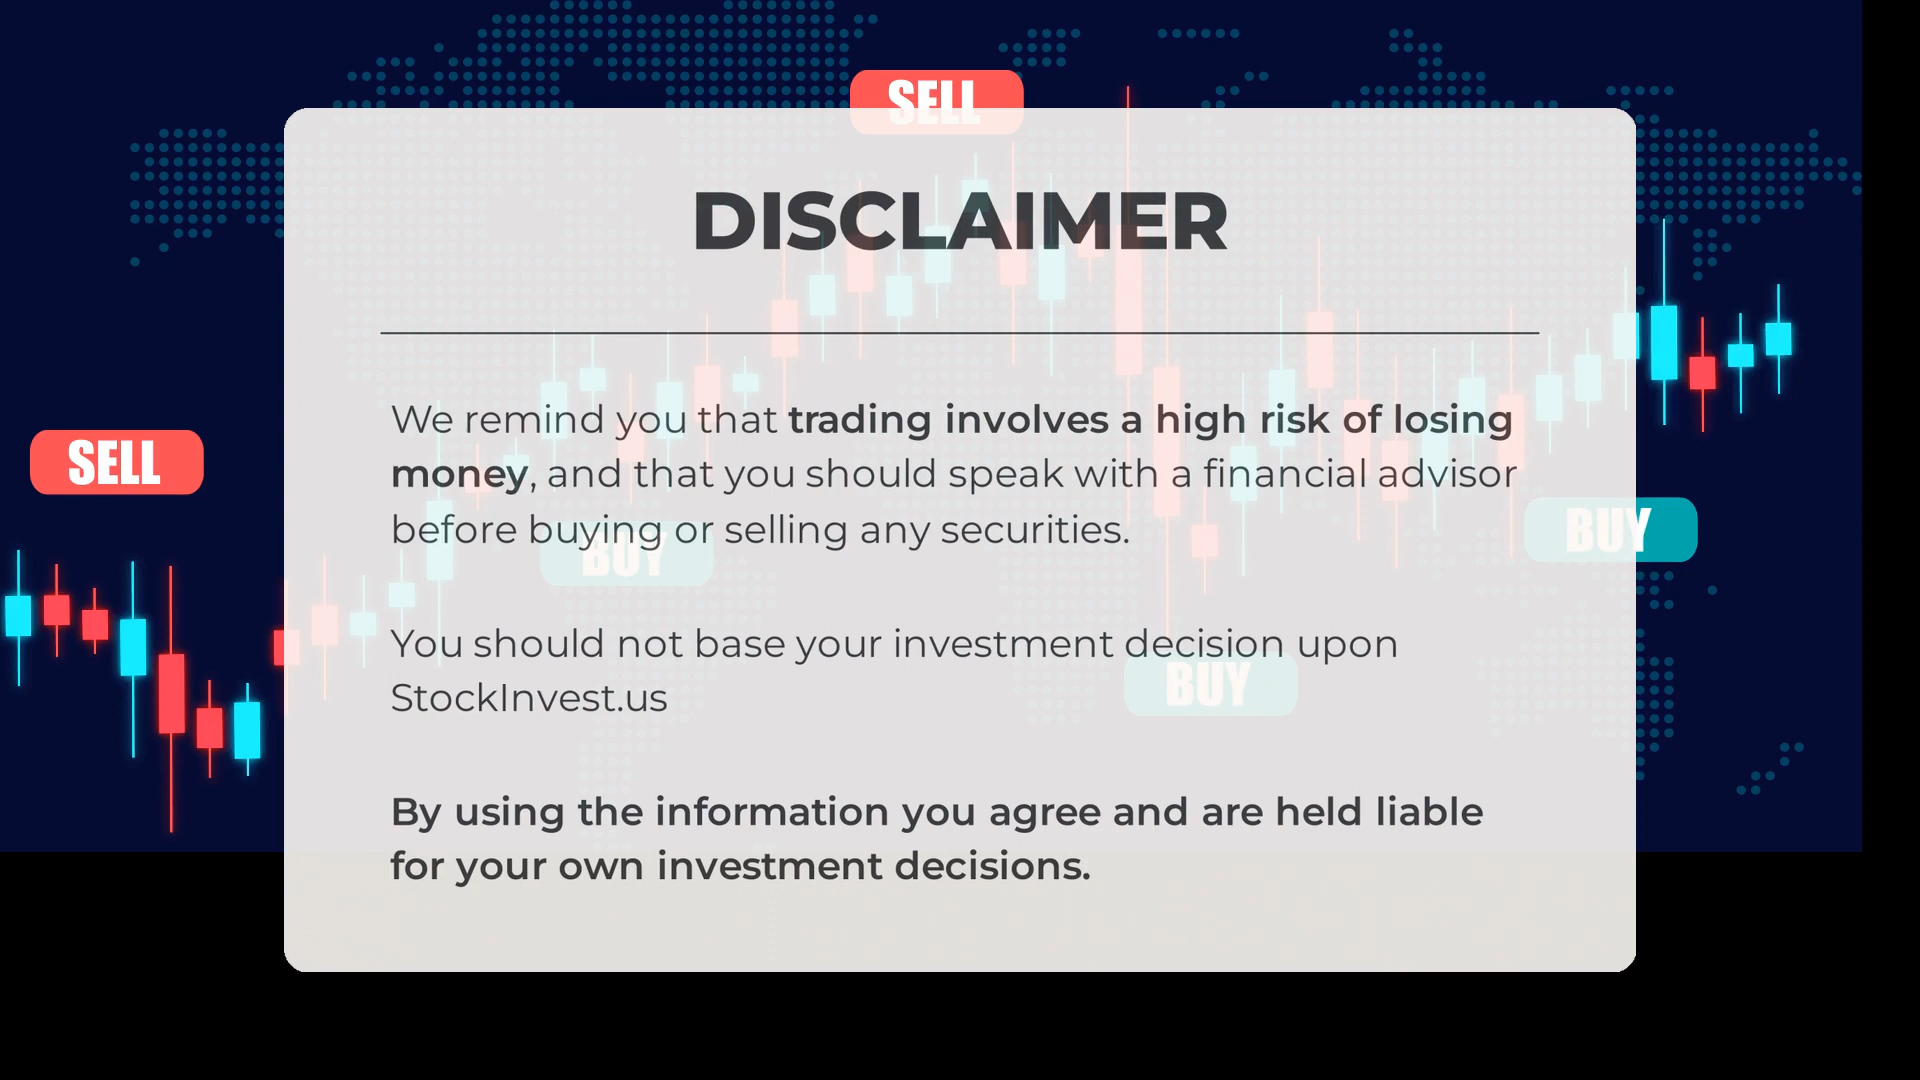 SELL
DISCLAIMER
We remind you that trading involves a high risk of losing
money, and that you should speak with a financial advisor
before buying or selling any securities.
SELL
BUY
BUY
You should not base your investment decision upon
StockInvest.us
BUY
By using the information you agree and are held liable
for your own investment decisions.